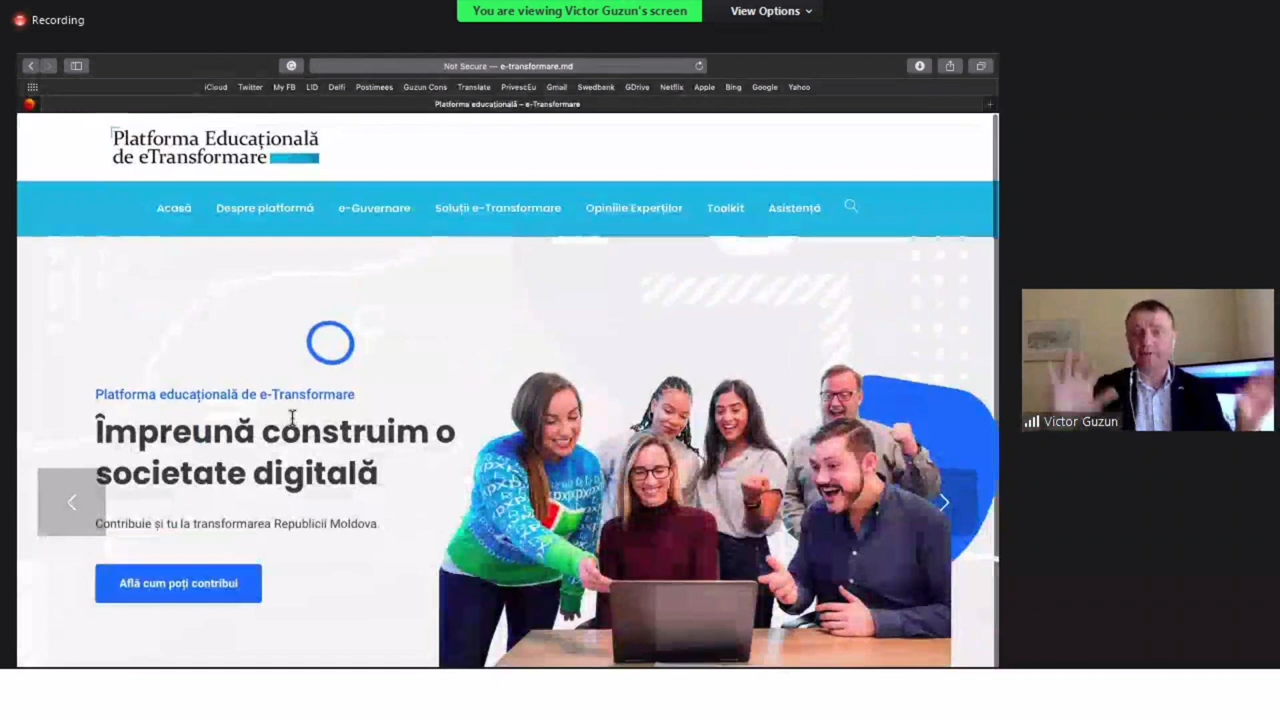 Recording
You are viewing Victor Guzun's screen
View Options
Not Secure — e-transformare.md
iCloud Twitter My FB LID Delfi Postimees Guzun Cons Translate PrivescEu Gmail Swedbank GDrive Netflix Apple Bing Google Yahoo
Platforma educațională – e-Transformare
Platforma Educațională
de eTransformare
Acasă Despre platformă e-Guvernare Soluții e-Transformare Opiniile Experților Toolkit Asistență
Platforma educațională de e-Transformare
Împreună construim o
societate digitală
Contribuie și tu la transformarea Republicii Moldova.
Află cum poți contribui
Victor Guzun